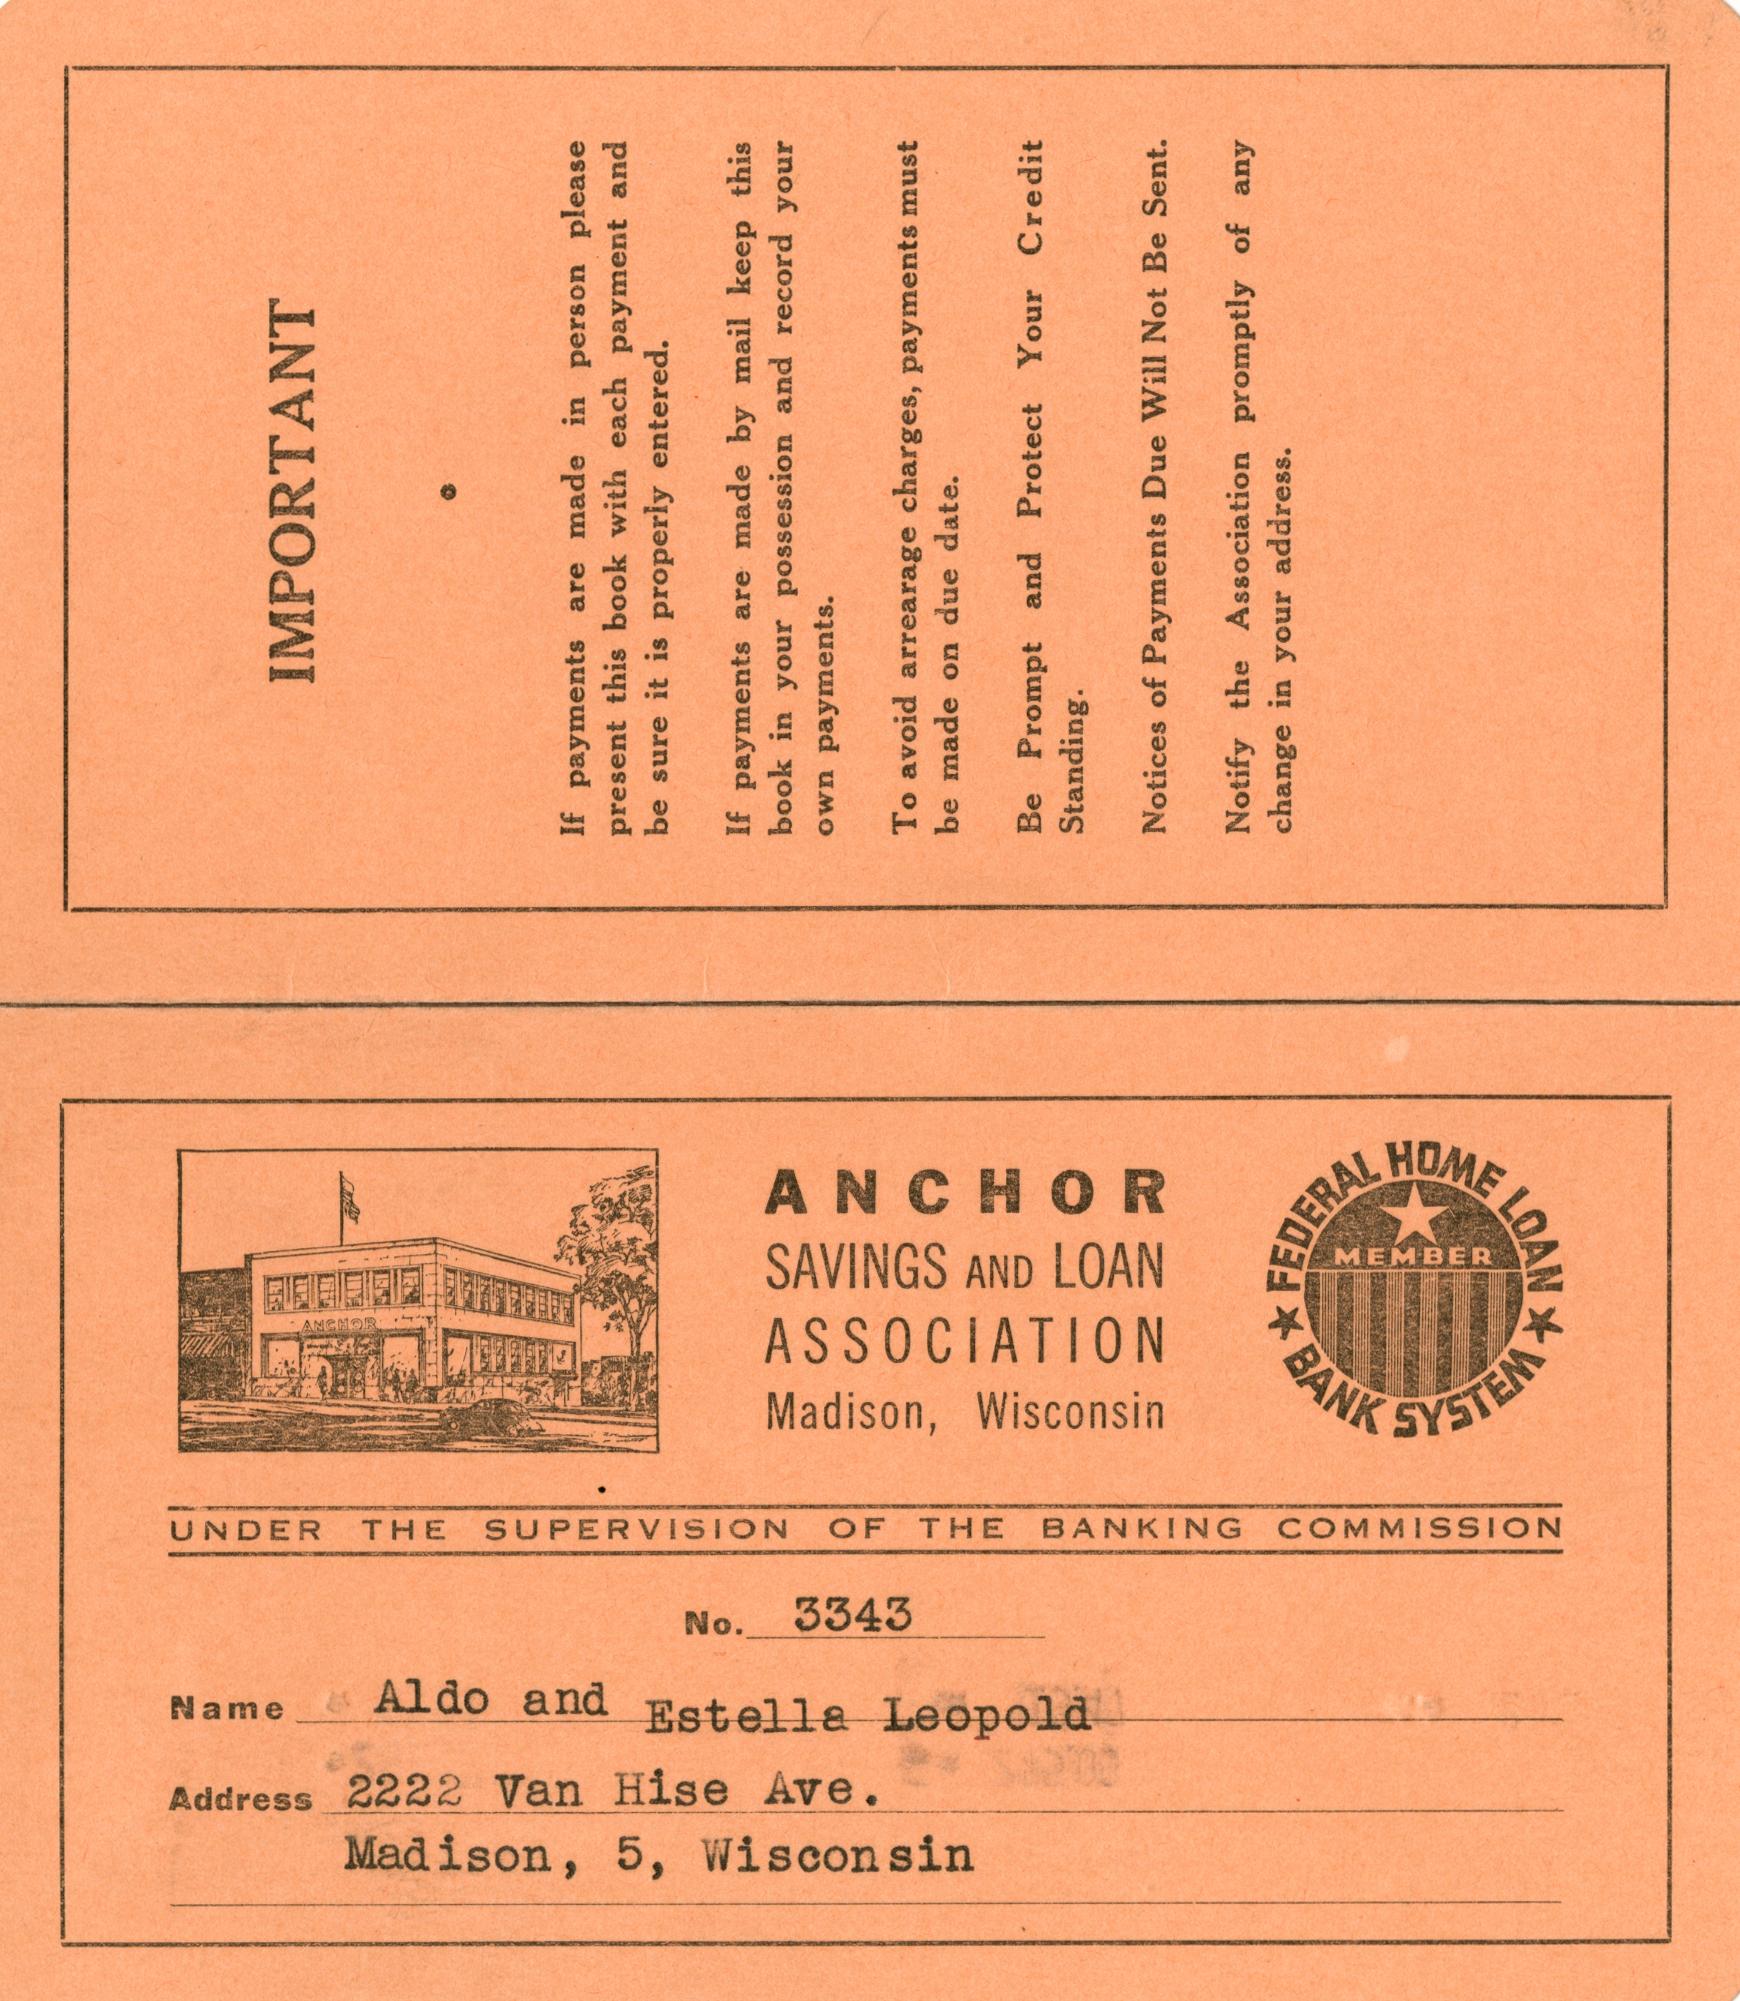 IMPORTANT
If payments are made in person please
present this book with each payment and
be sure it is properly entered.
If payments are made by mail keep this
book in your possession and record your
own payments.
To avoid arrearage charges, payments must
be made on due date.
Be Prompt and Protect Your Credit
Standing.
Notices of Payments Due Will Not Be Sent.
Notify the Association promptly of any
change in your address.
ANCHOR
ANCHOR
SAVINGS AND LOAN
ASSOCIATION
Madison, Wisconsin
FEDERAL HOME LOAN
MEMBER
BANK SYSTEM
UNDER THE SUPERVISION OF THE BANKING COMMISSION
No. 3343
Name Aldo and Estella Leopold
Address 2222 Van Hise Ave.
Madison, 5, Wisconsin